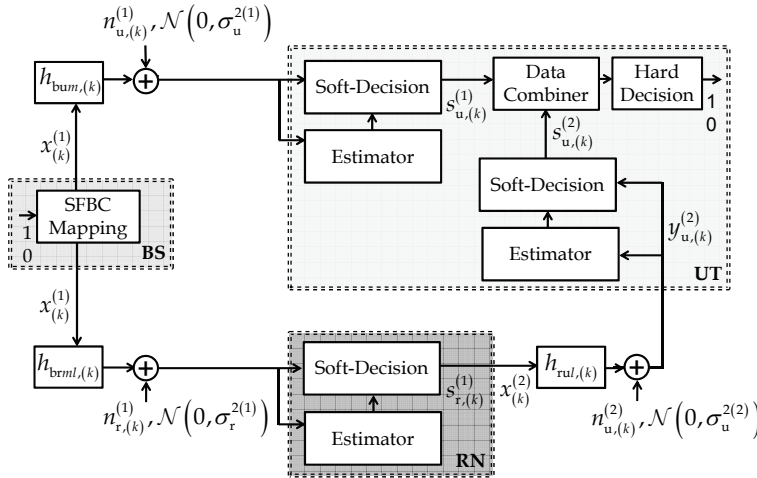 n_{u,(k)}^{(1)}, 𝒩(0, σ_u^{2(1)})
h_{bum,(k)}
x_{(k)}^{(1)}
SFBC
Mapping
1
0
BS
x_{(k)}^{(1)}
h_{brml,(k)}
n_{r,(k)}^{(1)}, 𝒩(0, σ_r^{2(1)})
Soft-Decision
s_{u,(k)}^{(1)}
Estimator
Data
Combiner
Hard
Decision
1
0
s_{u,(k)}^{(2)}
Soft-Decision
Estimator
y_{u,(k)}^{(2)}
UT
Soft-Decision
s_{r,(k)}^{(1)}
Estimator
RN
x_{(k)}^{(2)}
h_{rul,(k)}
n_{u,(k)}^{(2)}, 𝒩(0, σ_u^{2(2)})